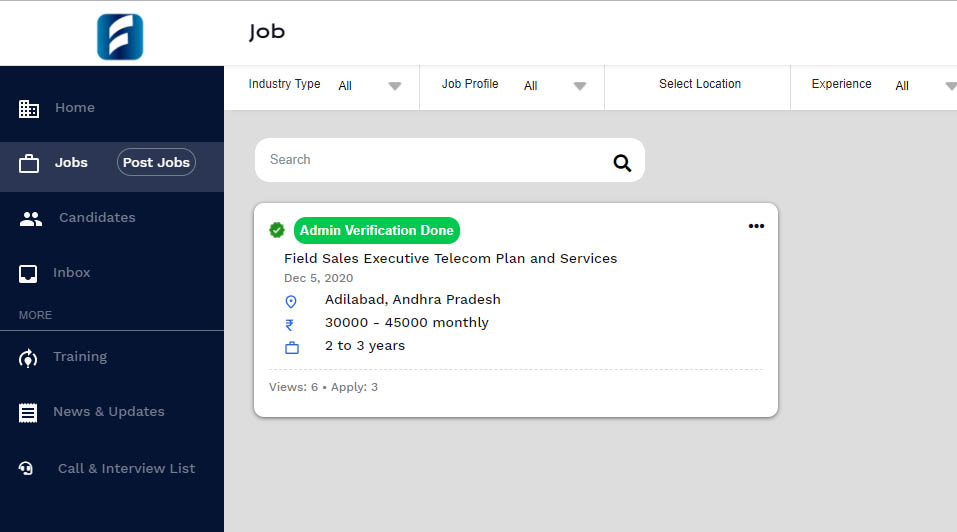 Job
Industry Type All Job Profile All Select Location Experience All
Home
Jobs Post Jobs
Candidates
Inbox
MORE
Training
News & Updates
Call & Interview List
Search
Admin Verification Done
Field Sales Executive Telecom Plan and Services
Dec 5, 2020
Adilabad, Andhra Pradesh
₹ 30000 - 45000 monthly
2 to 3 years
Views: 6 • Apply: 3